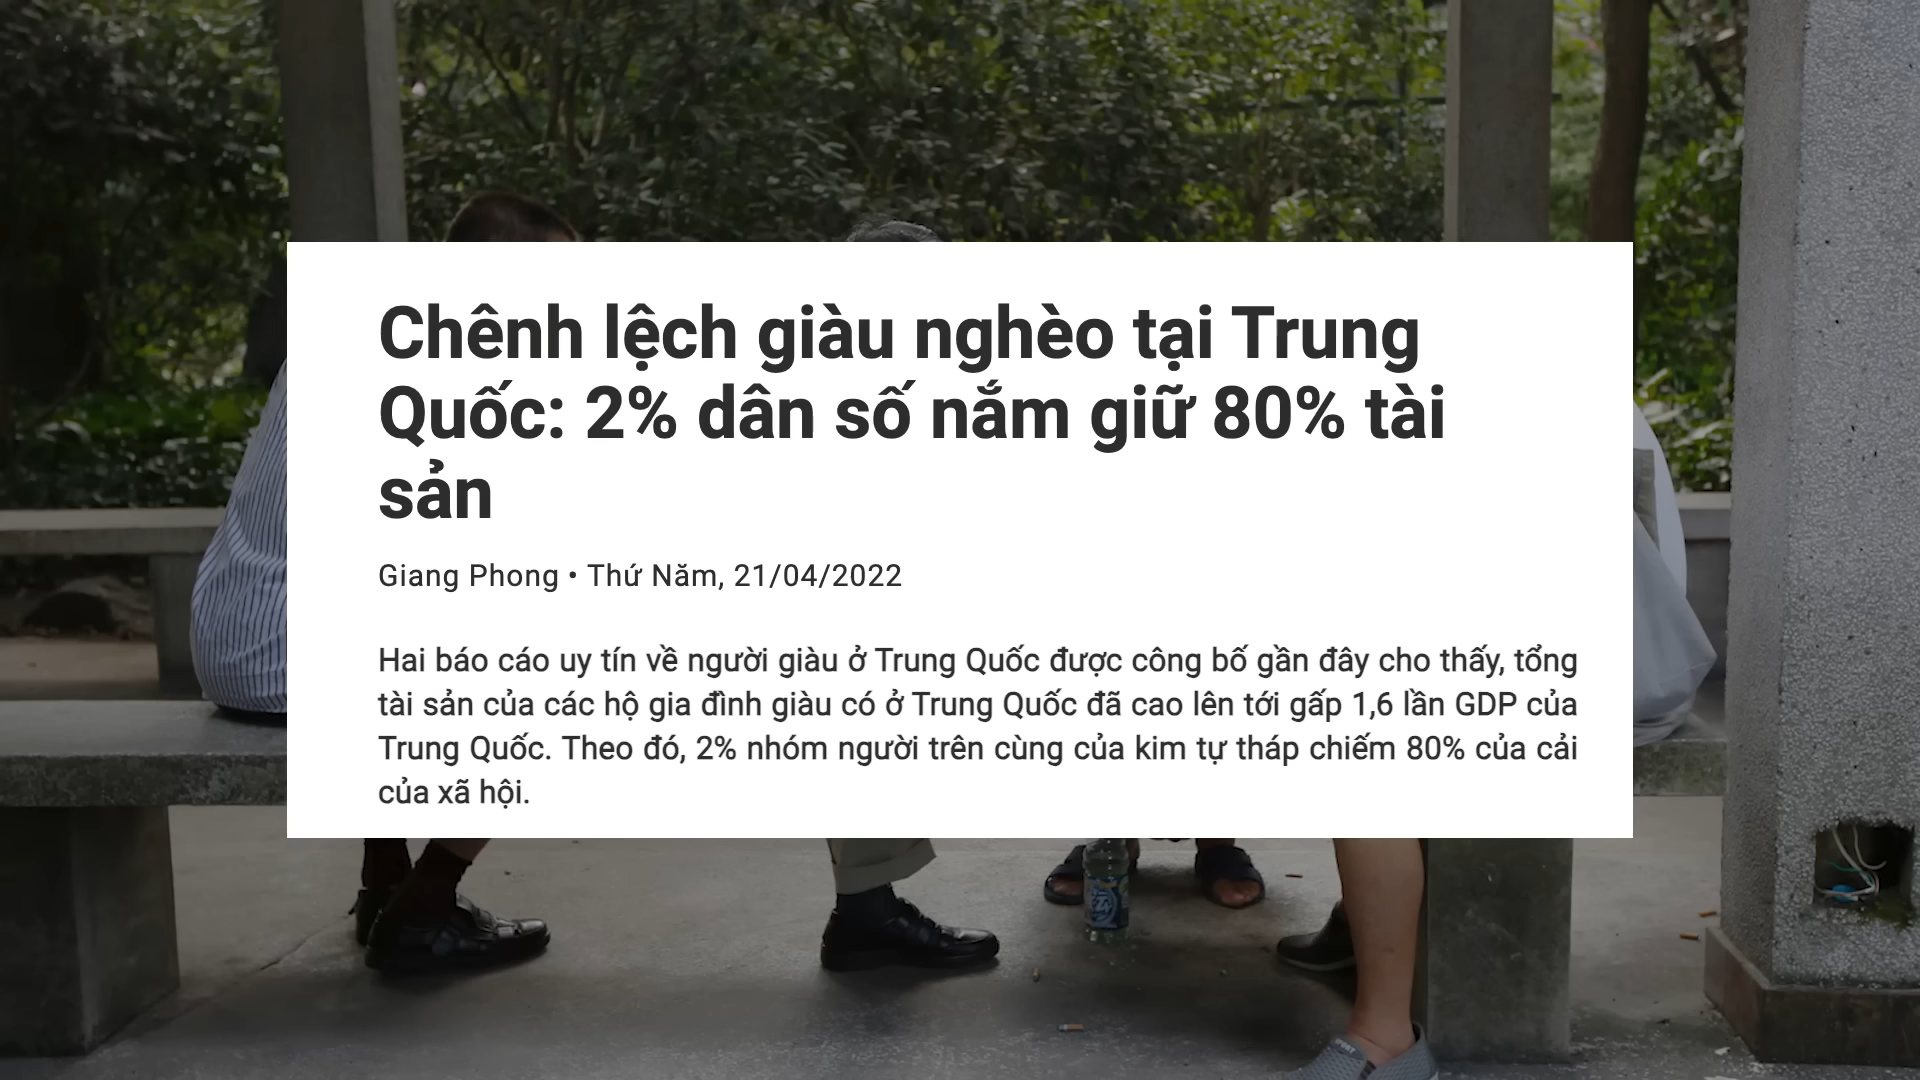 Chênh lệch giàu nghèo tại Trung
Quốc: 2% dân số nắm giữ 80% tài
sản
Giang Phong • Thứ Năm, 21/04/2022
Hai báo cáo uy tín về người giàu ở Trung Quốc được công bố gần đây cho thấy, tổng
tài sản của các hộ gia đình giàu có ở Trung Quốc đã cao lên tới gấp 1,6 lần GDP của
Trung Quốc. Theo đó, 2% nhóm người trên cùng của kim tự tháp chiếm 80% của cải
của xã hội.